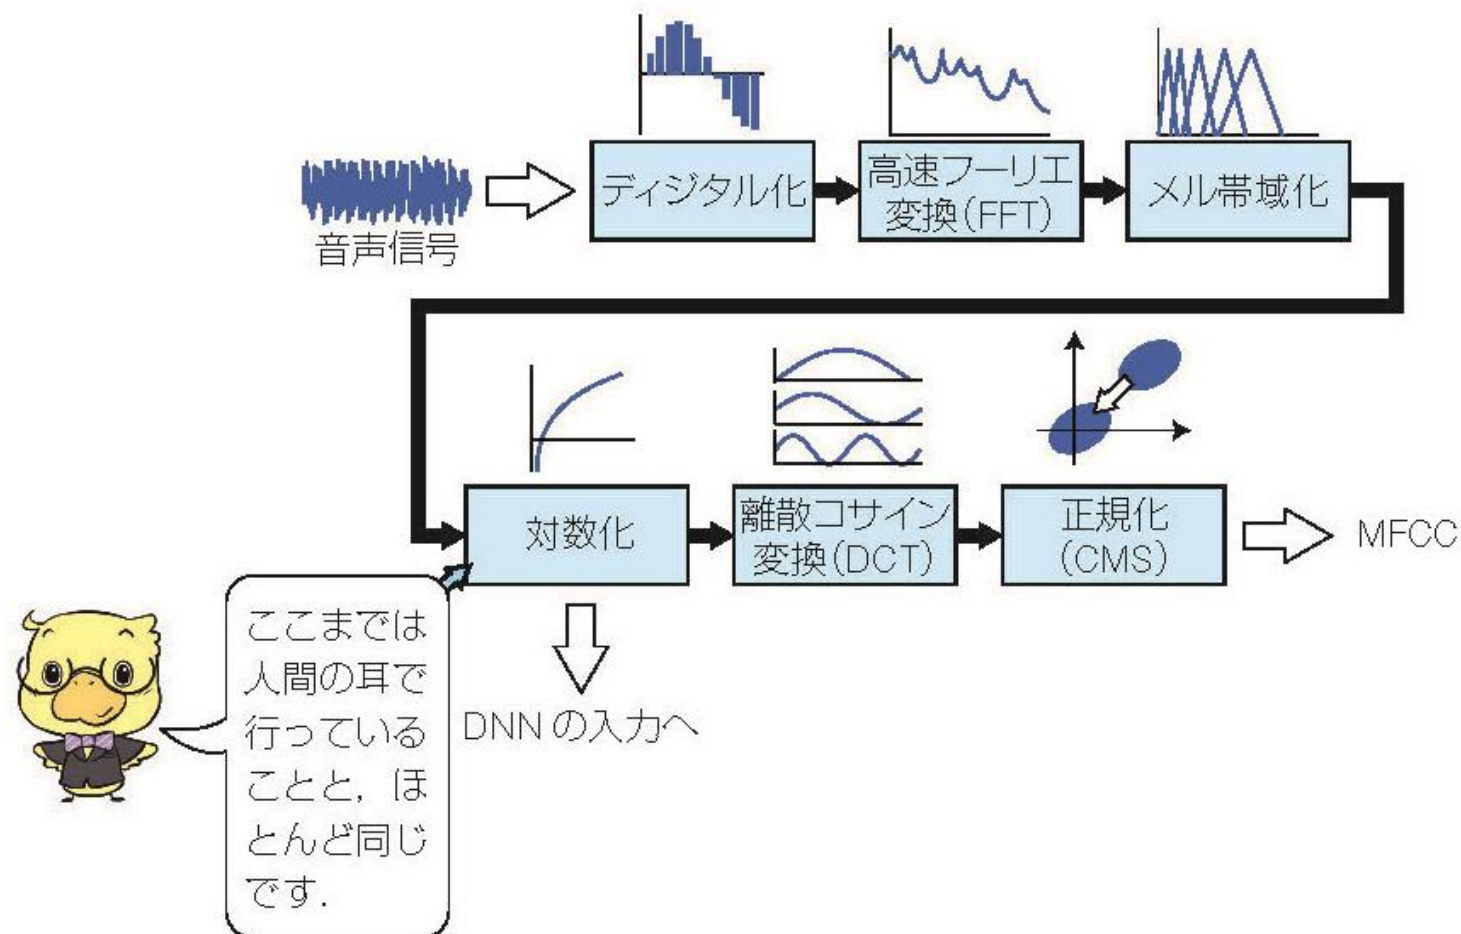 音声信号
ディジタル化
高速フーリエ
変換(FFT)
メル帯域化
対数化
離散コサイン
変換(DCT)
正規化
(CMS)
MFCC
DNNの入力へ
ここまでは
人間の耳で
行っている
ことと，ほ
とんど同じ
です．